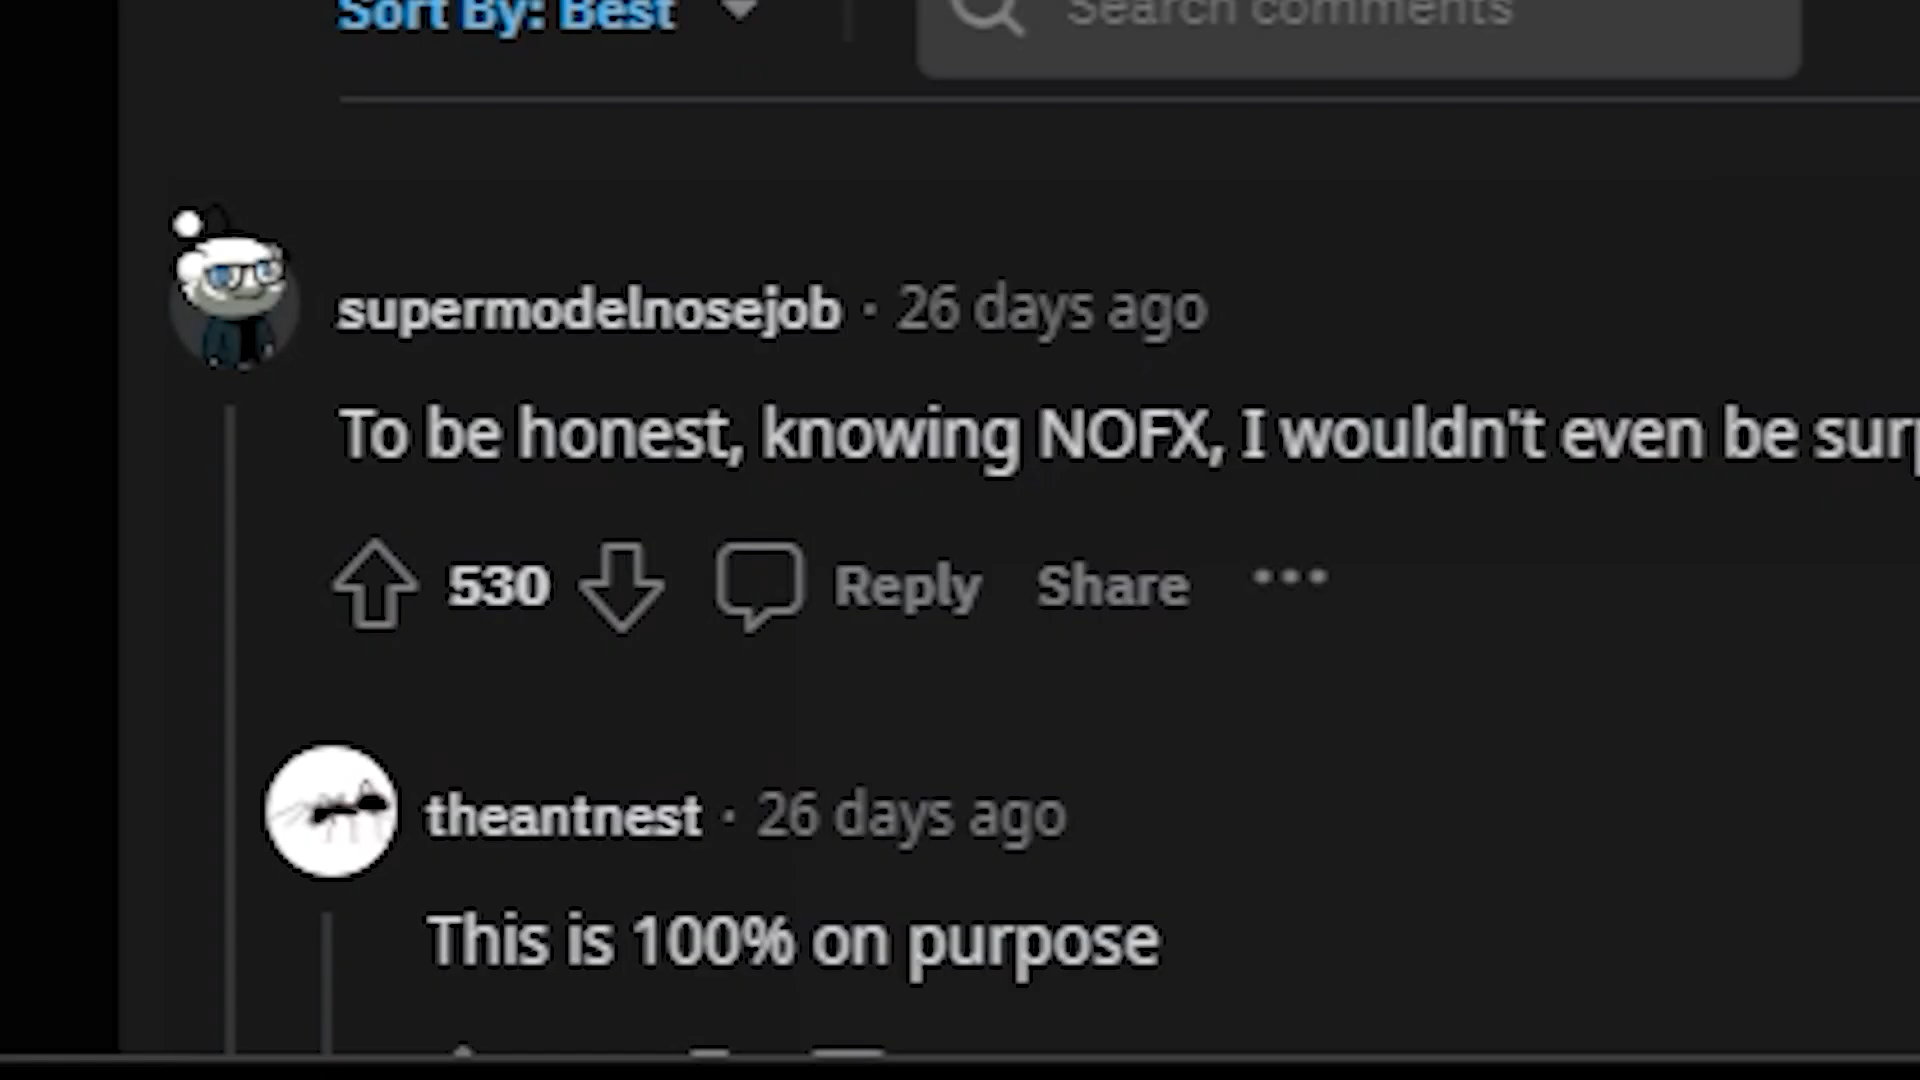 Sort By: Best
Search comments
supermodelnosejob · 26 days ago
To be honest, knowing NOFX, I wouldn't even be surp
530 Reply Share ···
theantnest · 26 days ago
This is 100% on purpose